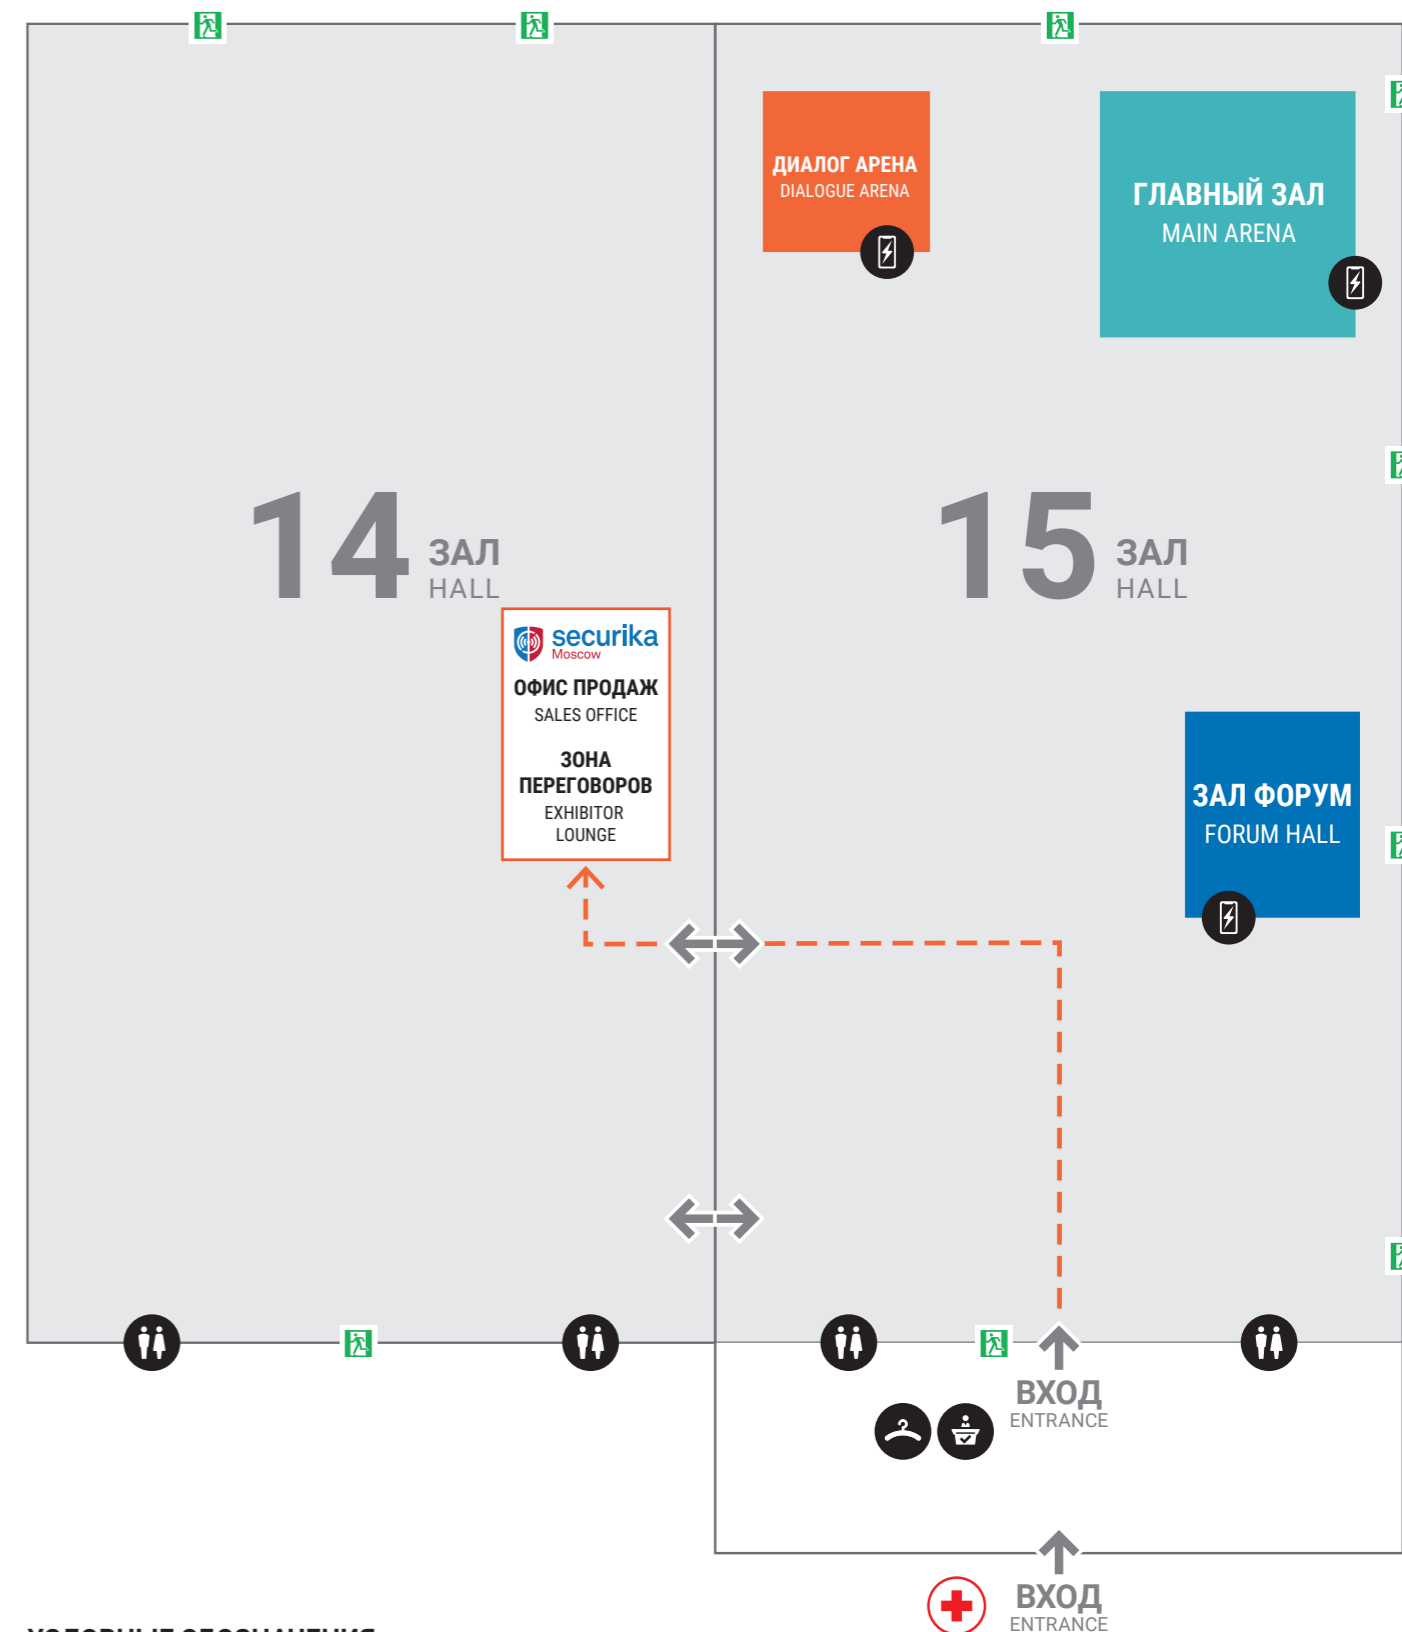 ДИАЛОГ АРЕНА
DIALOGUE ARENA
ГЛАВНЫЙ ЗАЛ
MAIN ARENA
14 ЗАЛ
HALL
15 ЗАЛ
HALL
securika
Moscow
ОФИС ПРОДАЖ
SALES OFFICE
ЗОНА
ПЕРЕГОВОРОВ
EXHIBITOR
LOUNGE
ЗАЛ ФОРУМ
FORUM HALL
ВХОД
ENTRANCE
ВХОД
ENTRANCE